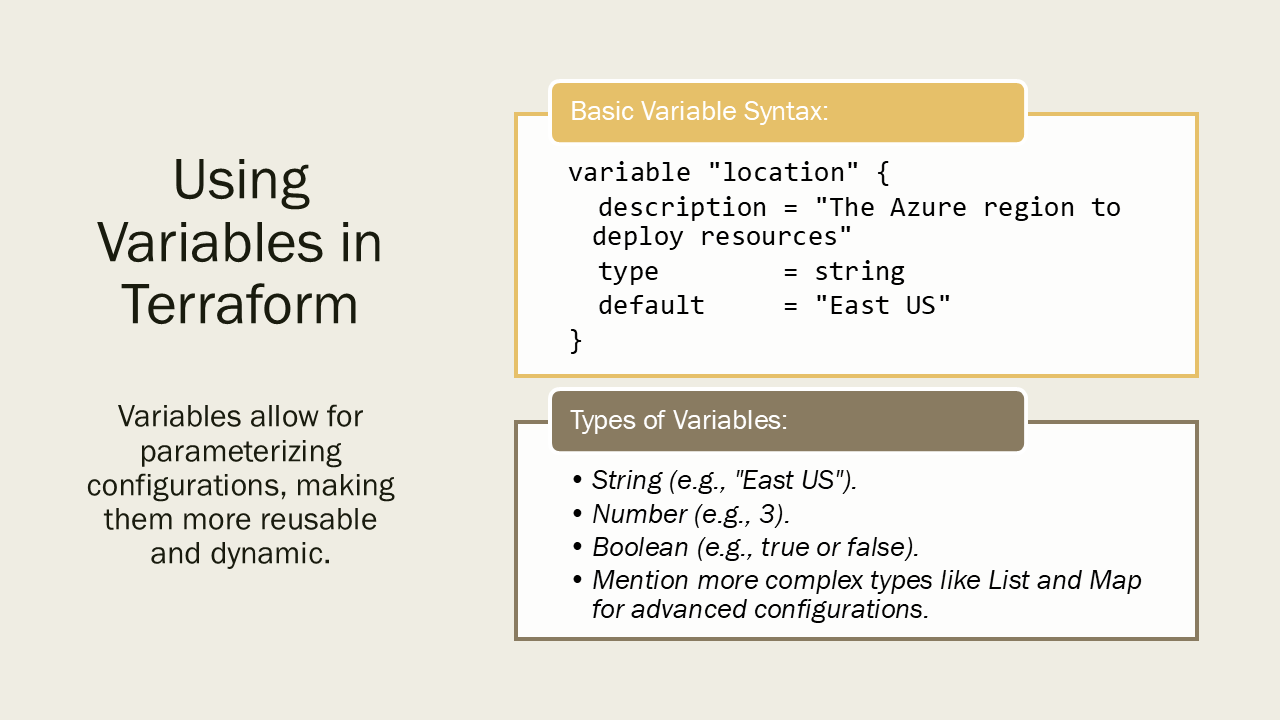 Using
Variables in
Terraform
Variables allow for
parameterizing
configurations, making
them more reusable
and dynamic.
Basic Variable Syntax:
variable "location" {
  description = "The Azure region to
deploy resources"
  type        = string
  default     = "East US"
}
Types of Variables:
• String (e.g., "East US").
• Number (e.g., 3).
• Boolean (e.g., true or false).
• Mention more complex types like List and Map
for advanced configurations.